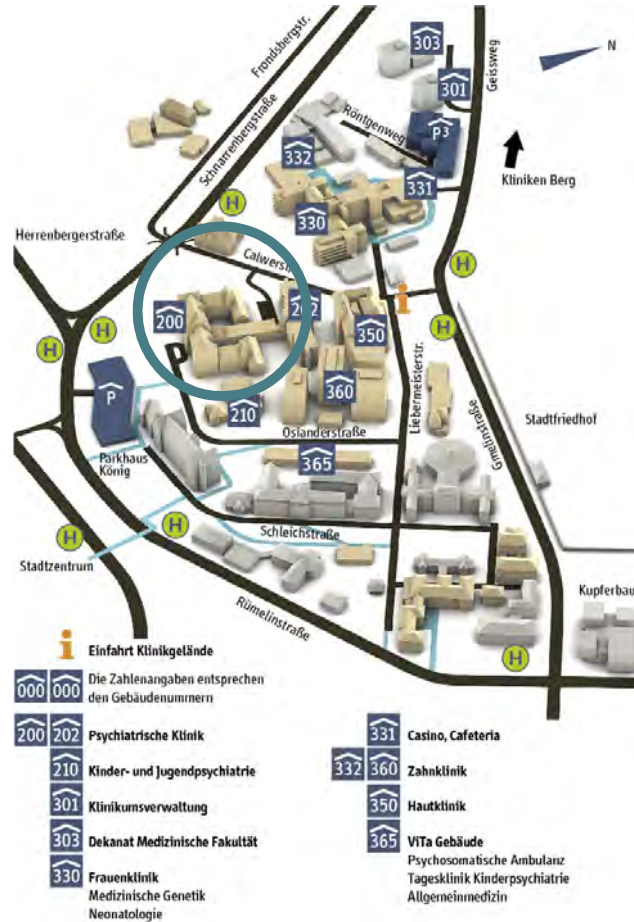 303
301
Geissweg
N
Frondsbergstr.
Schnarrenbergstraße
Röntgenweg
P³
332
331
Kliniken Berg
H
330
Herrenbergerstraße
Calwerstr
H
200
202
i
350
H
H
H
P
P
360
Liebermeisterstr.
Gmelinstraße
210
Stadtfriedhof
Parkhaus
König
Oslanderstraße
365
H
H
Schleichstraße
Stadtzentrum
Rümelinstraße
Kupferbau
H
i Einfahrt Klinikgelände
000 000 Die Zahlenangaben entsprechen
den Gebäudenummern
200 202 Psychiatrische Klinik
210 Kinder- und Jugendpsychiatrie
301 Klinikumsverwaltung
303 Dekanat Medizinische Fakultät
330 Frauenklinik
Medizinische Genetik
Neonatologie
331 Casino, Cafeteria
332 360 Zahnklinik
350 Hautklinik
365 ViTa Gebäude
Psychosomatische Ambulanz
Tagesklinik Kinderpsychiatrie
Allgemeinmedizin